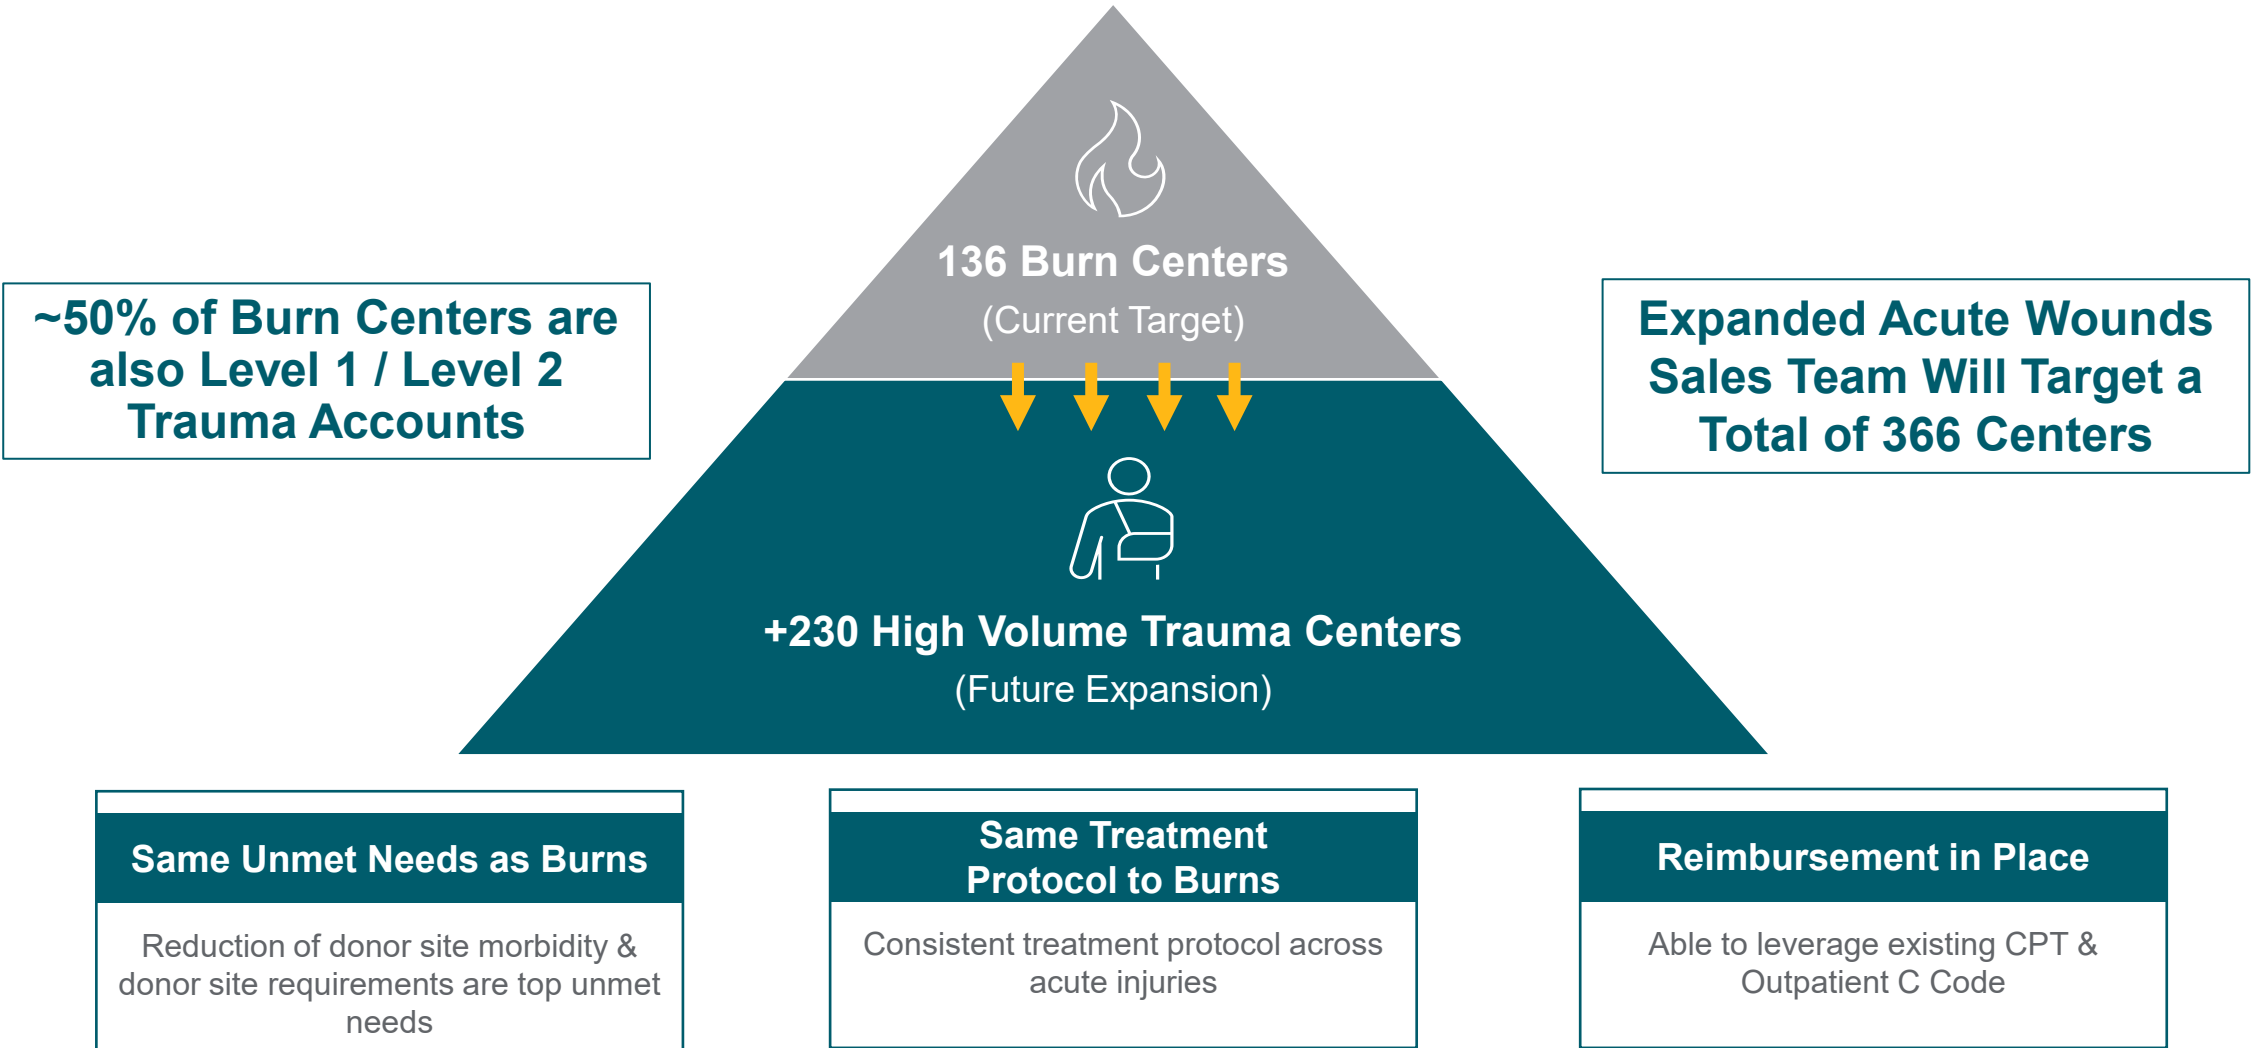 136 Burn Centers
(Current Target)
~50% of Burn Centers are
also Level 1 / Level 2
Trauma Accounts
Expanded Acute Wounds
Sales Team Will Target a
Total of 366 Centers
+230 High Volume Trauma Centers
(Future Expansion)
Same Unmet Needs as Burns
Reduction of donor site morbidity &
donor site requirements are top unmet
needs
Same Treatment
Protocol to Burns
Consistent treatment protocol across
acute injuries
Reimbursement in Place
Able to leverage existing CPT &
Outpatient C Code